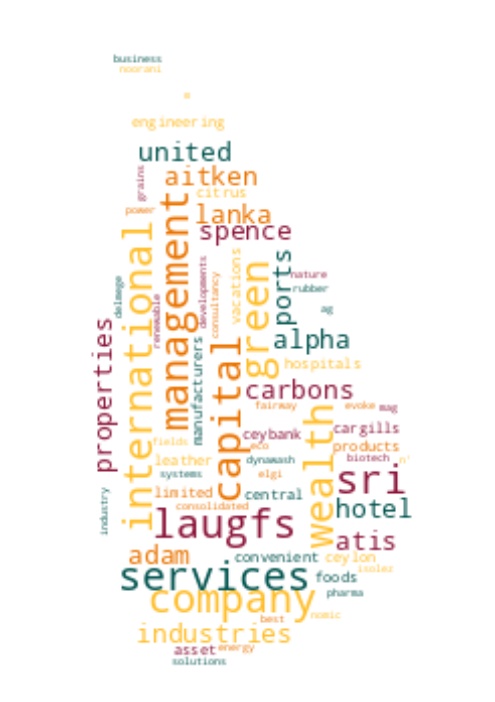 business
noorani
e
engineering
united
grains
aitken
citrus
power
lanka
spence
international
management
green
ports
nature
rubber
delmege
renewable
developments
consultancy
vacations
ag
alpha
properties
manufacturers
capital
hospitals
carbons
fairway
evoke
mag
wealth
ceybank
cargills
fields
eco
products
leather
dynawash
biotech
n'
systems
elgi
sri
limited
central
hotel
industry
consolidated
laugfs
atis
adam
convenient
ceylon
isolez
services
foods
company
pharma
best
nomic
industries
asset
energy
solutions